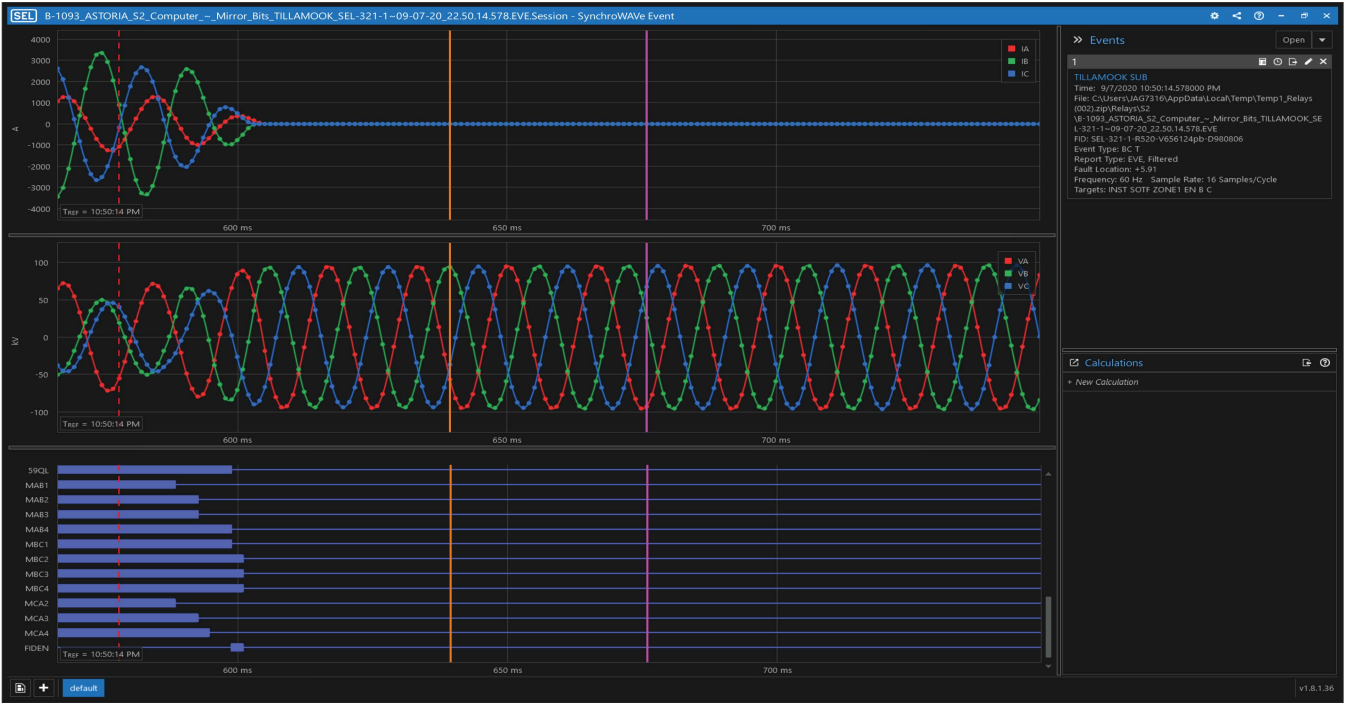 SEL B-1093_ASTORIA_S2_Computer_~_Mirror_Bits_TILLAMOOK_SEL-321-1~09-07-20_22.50.14.578.EVE.Session - SynchroWAVe Event
4000
3000
2000
1000
0
-1000
-2000
-3000
-4000
A
IA
IB
IC
TREF = 10:50:14 PM
600 ms
650 ms
700 ms
100
50
0
-50
-100
kV
VA
VB
VC
TREF = 10:50:14 PM
600 ms
650 ms
700 ms
59QL
MAB1
MAB2
MAB3
MAB4
MBC1
MBC2
MBC3
MBC4
MCA2
MCA3
MCA4
FIDEN
TREF = 10:50:14 PM
600 ms
650 ms
700 ms
default
Events
Open
1
TILLAMOOK SUB
Time: 9/7/2020 10:50:14.578000 PM
File: C:\Users\JAG7316\AppData\Local\Temp\Temp1_Relays
(002).zip\Relays\S2
\B-1093_ASTORIA_S2_Computer_~_Mirror_Bits_TILLAMOOK_SE
L-321-1~09-07-20_22.50.14.578.EVE
FID: SEL-321-1-R520-V656124pb-D980806
Event Type: BC T
Report Type: EVE, Filtered
Fault Location: +5.91
Frequency: 60 Hz Sample Rate: 16 Samples/Cycle
Targets: INST SOTF ZONE1 EN B C
Calculations
+ New Calculation
v1.8.1.36